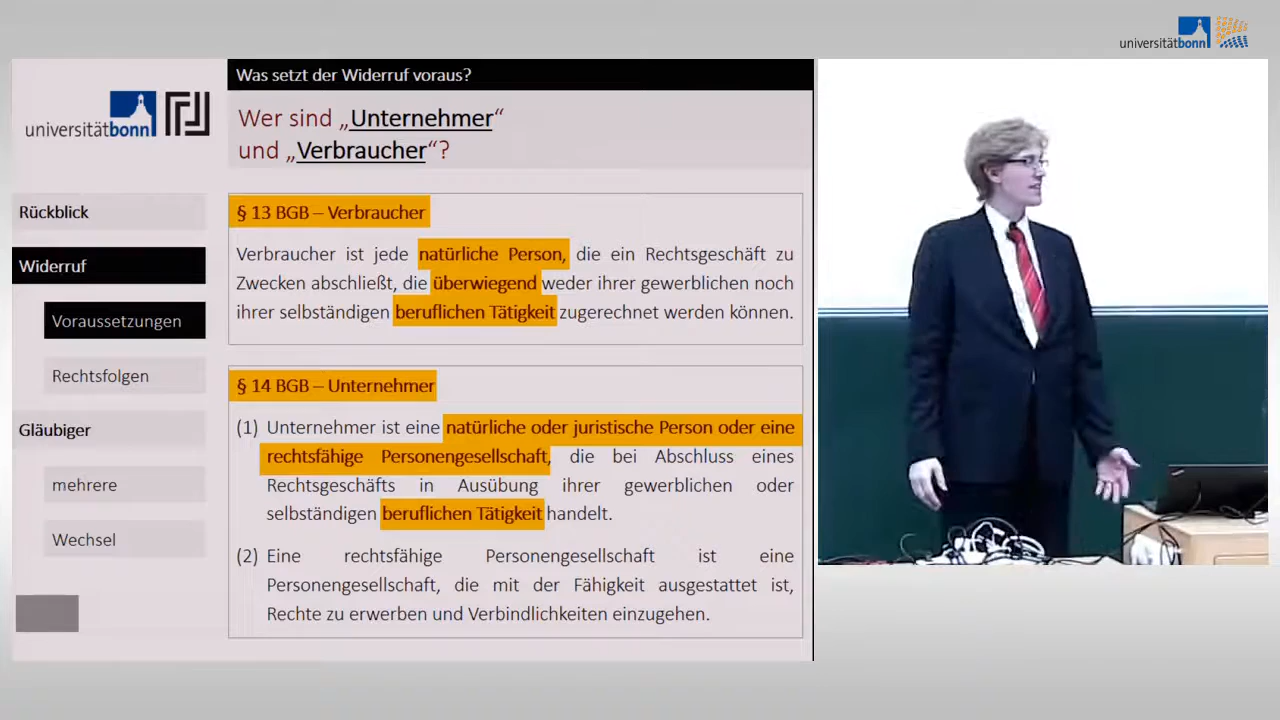 universitätbonn
Was setzt der Widerruf voraus?
universitätbonn
Wer sind „Unternehmer“
und „Verbraucher“?
Rückblick
Widerruf
Voraussetzungen
Rechtsfolgen
Gläubiger
mehrere
Wechsel
§ 13 BGB – Verbraucher
Verbraucher ist jede natürliche Person, die ein Rechtsgeschäft zu
Zwecken abschließt, die überwiegend weder ihrer gewerblichen noch
ihrer selbständigen beruflichen Tätigkeit zugerechnet werden können.
§ 14 BGB – Unternehmer
(1) Unternehmer ist eine natürliche oder juristische Person oder eine
rechtsfähige Personengesellschaft, die bei Abschluss eines
Rechtsgeschäfts in Ausübung ihrer gewerblichen oder
selbständigen beruflichen Tätigkeit handelt.
(2) Eine rechtsfähige Personengesellschaft ist eine
Personengesellschaft, die mit der Fähigkeit ausgestattet ist,
Rechte zu erwerben und Verbindlichkeiten einzugehen.